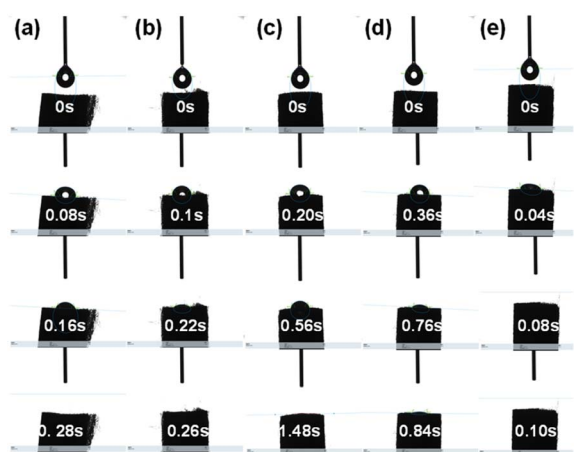 (a) (b) (c) (d) (e)
0s 0s 0s 0s 0s
0.08s 0.1s 0.20s 0.36s 0.04s
0.16s 0.22s 0.56s 0.76s 0.08s
0. 28s 0.26s 1.48s 0.84s 0.10s